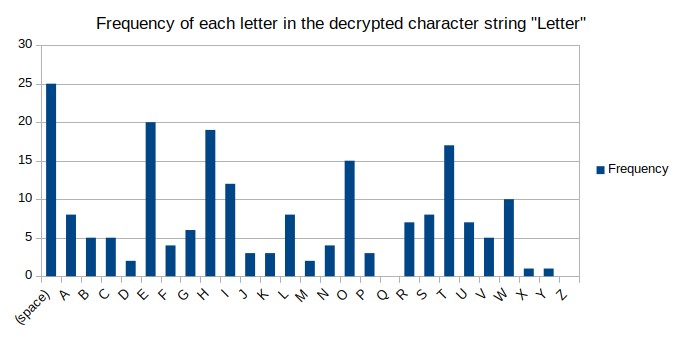 Frequency of each letter in the decrypted character string "Letter"
30
25
20
15
10
5
0
Frequency
(space) A B C D E F G H I J K L M N O P Q R S T U V W X Y Z